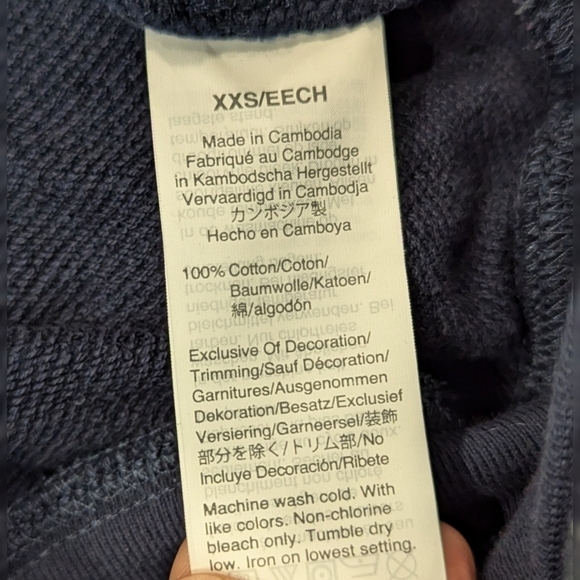 XXS/EECH
Made in Cambodia
Fabriqué au Cambodge
in Kambodscha Hergestellt
Vervaardigd in Cambodja
カンボジア製
Hecho en Camboya
100% Cotton/Coton/
Baumwolle/Katoen/
綿/algodón
Exclusive Of Decoration/
Trimming/Sauf Décoration/
Garnitures/Ausgenommen
Dekoration/Besatz/Exclusief
Versiering/Garneersel/装飾
部分を除く/トリム部/No
Incluye Decoración/Ribete
Machine wash cold. With
like colors. Non-chlorine
bleach only. Tumble dry
low. Iron on lowest setting.